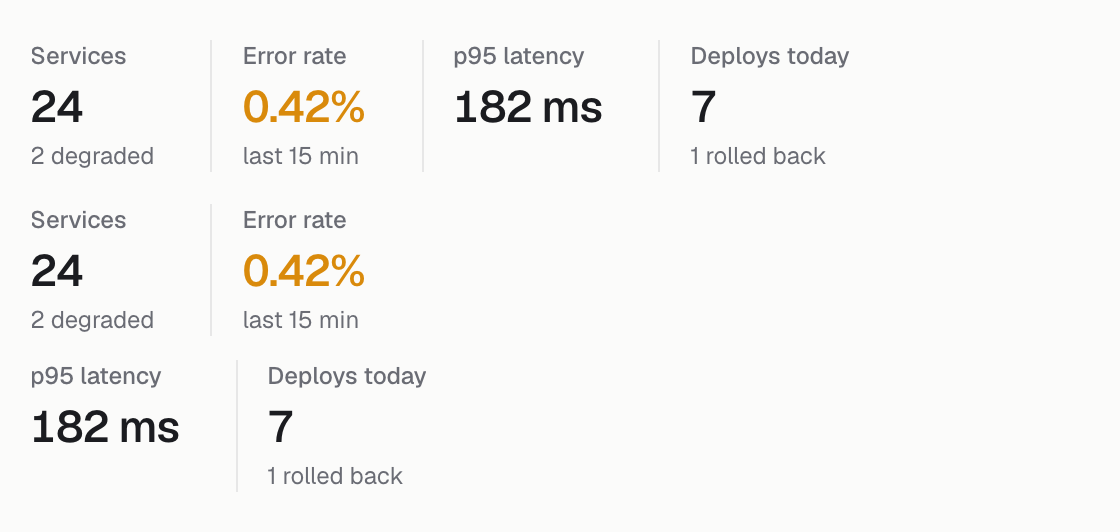 Services
24
2 degraded
Error rate
0.42%
last 15 min
p95 latency
182 ms
Deploys today
7
1 rolled back
Services
24
2 degraded
Error rate
0.42%
last 15 min
p95 latency
182 ms
Deploys today
7
1 rolled back